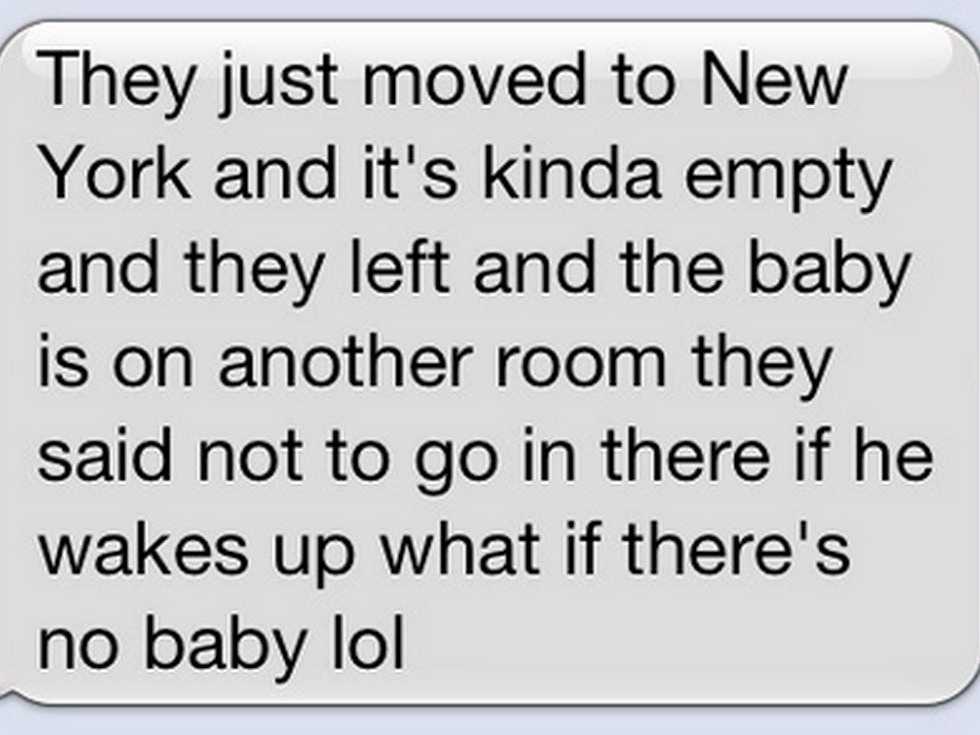 They just moved to New
York and it's kinda empty
and they left and the baby
is on another room they
said not to go in there if he
wakes up what if there's
no baby lol